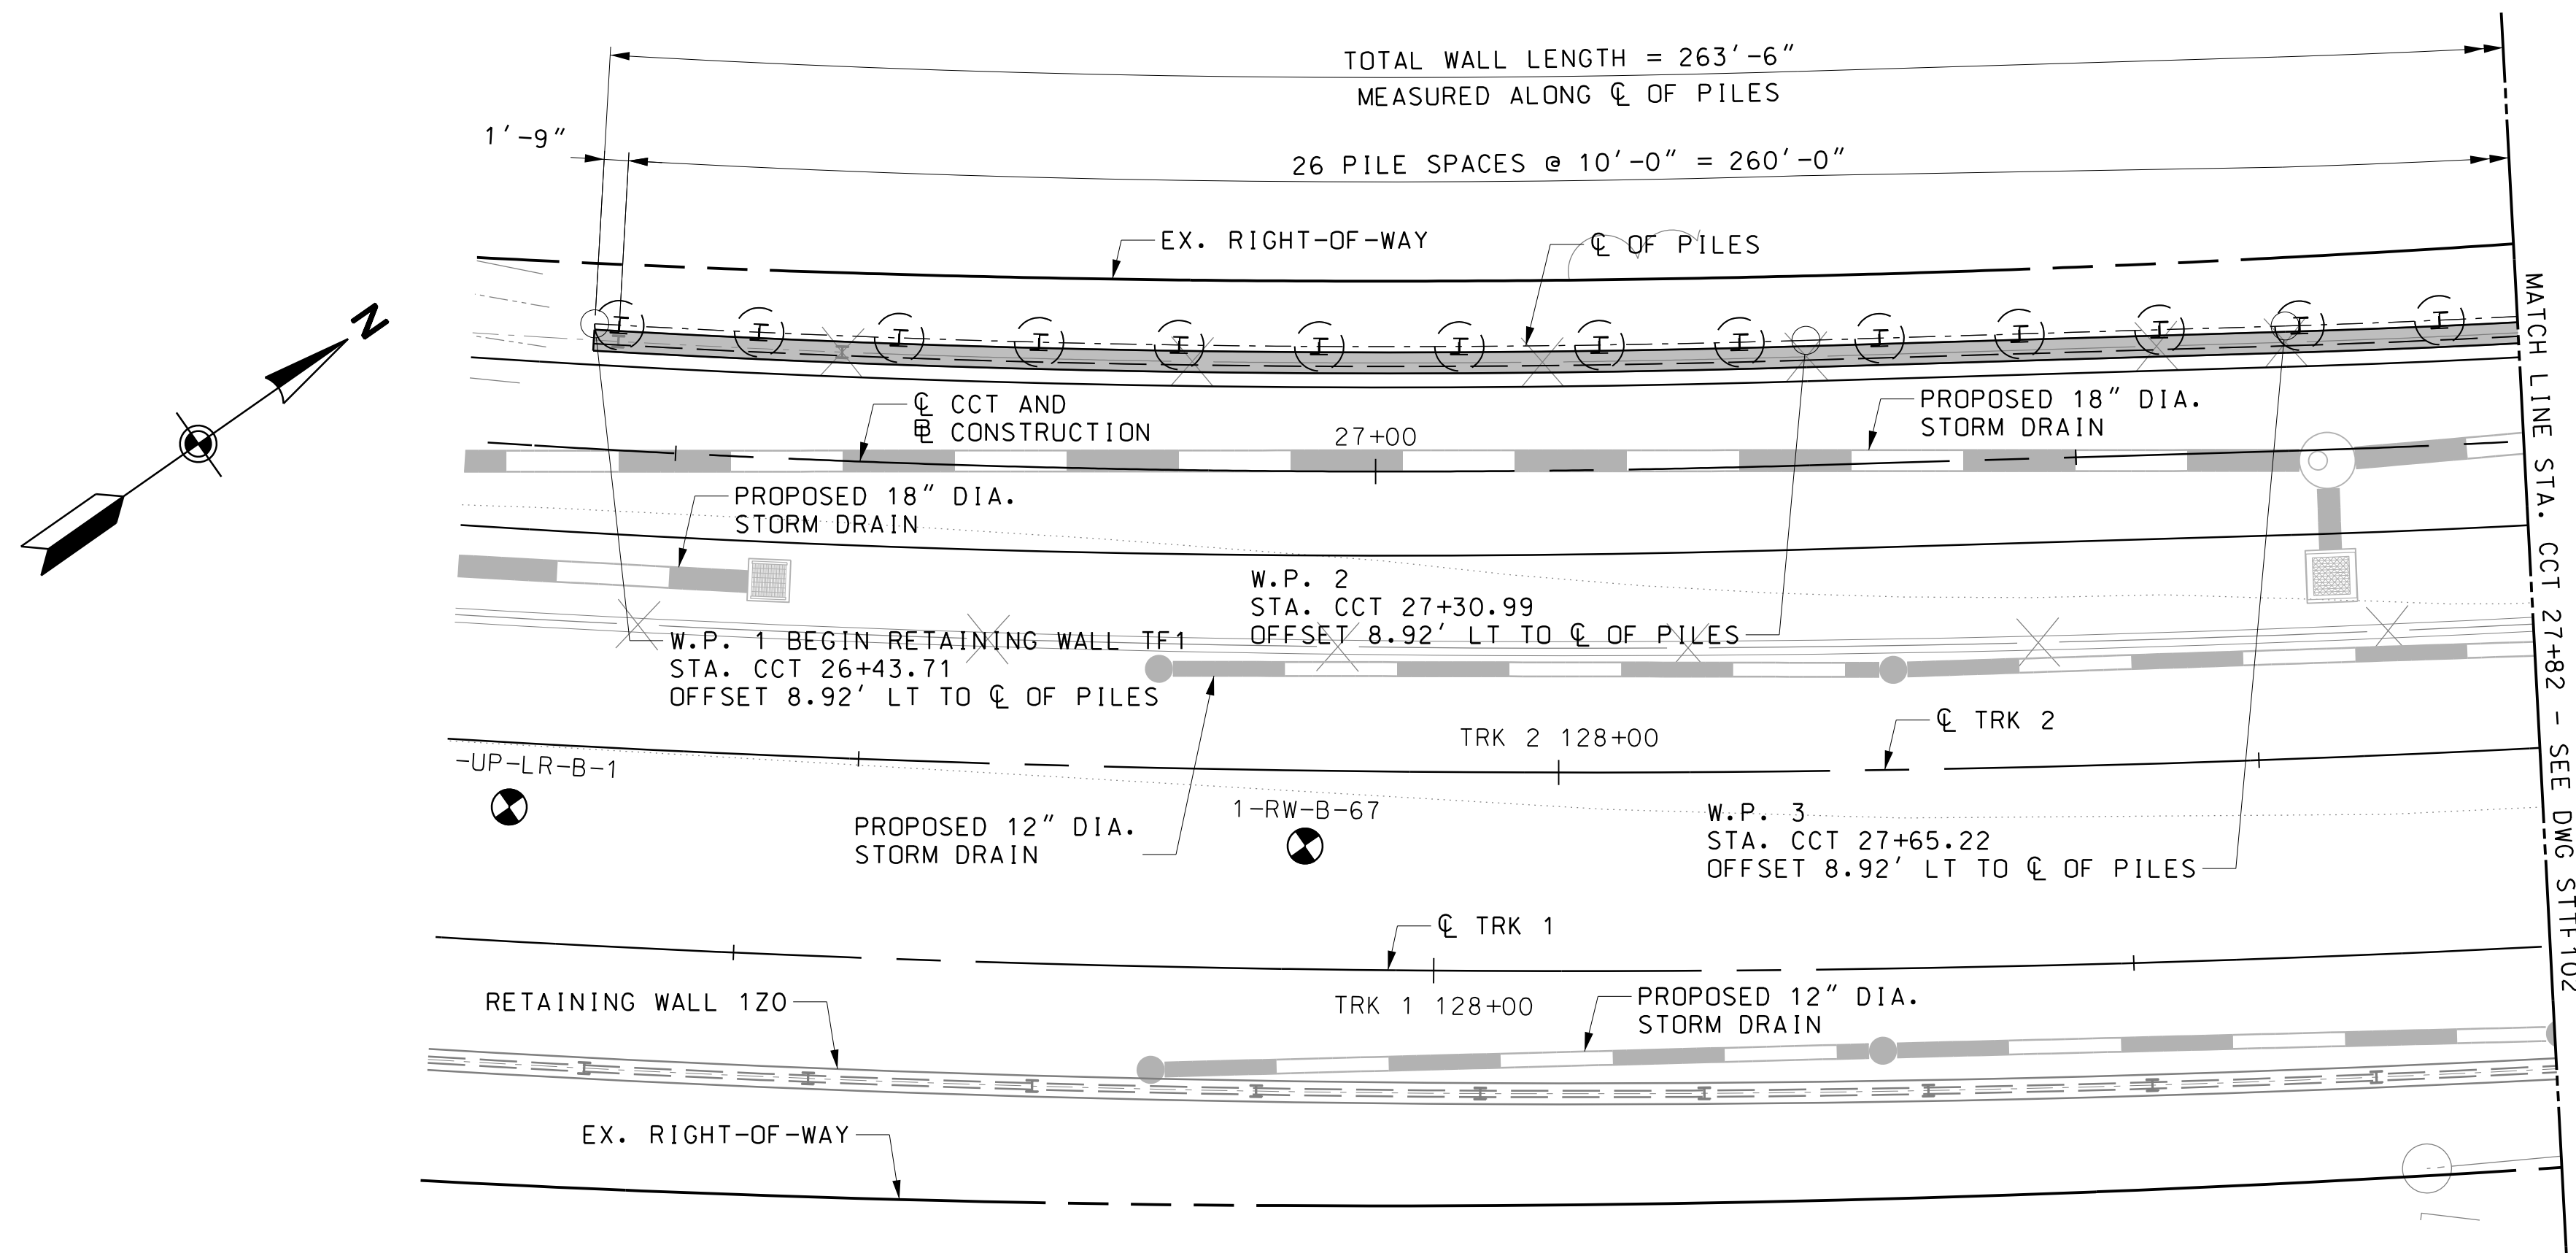 TOTAL WALL LENGTH = 263'-6"
MEASURED ALONG ℄ OF PILES
1'-9"
26 PILE SPACES @ 10'-0" = 260'-0"
EX. RIGHT-OF-WAY
℄ OF PILES
N
℄ CCT AND
BL CONSTRUCTION
27+00
PROPOSED 18" DIA.
STORM DRAIN
PROPOSED 18" DIA.
STORM DRAIN
W.P. 2
STA. CCT 27+30.99
OFFSET 8.92' LT TO ℄ OF PILES
W.P. 1 BEGIN RETAINING WALL TF1
STA. CCT 26+43.71
OFFSET 8.92' LT TO ℄ OF PILES
℄ TRK 2
TRK 2 128+00
-UP-LR-B-1
1-RW-B-67
PROPOSED 12" DIA.
STORM DRAIN
W.P. 3
STA. CCT 27+65.22
OFFSET 8.92' LT TO ℄ OF PILES
℄ TRK 1
RETAINING WALL 1ZO
TRK 1 128+00
PROPOSED 12" DIA.
STORM DRAIN
EX. RIGHT-OF-WAY
MATCH LINE STA. CCT 27+82 - SEE DWG STTF102